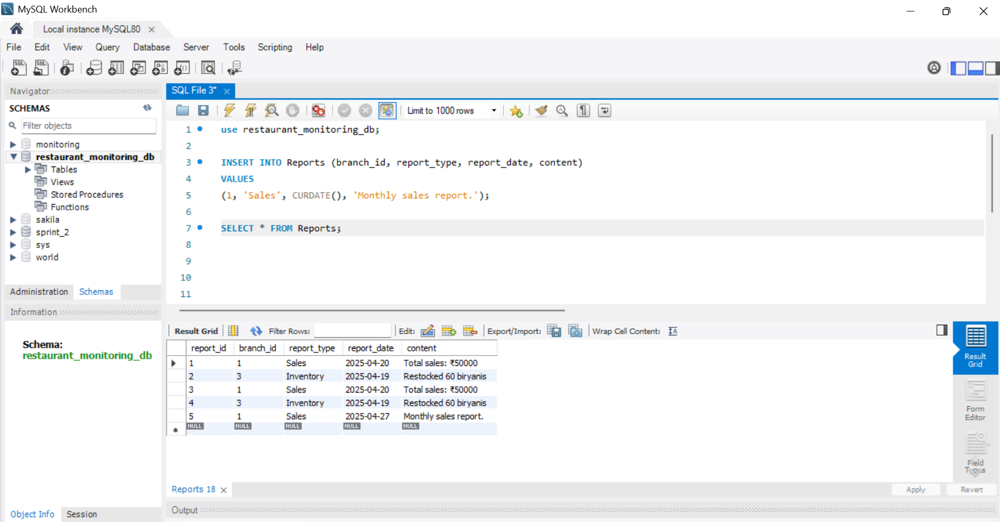 MySQL Workbench
Local instance MySQL80
File Edit View Query Database Server Tools Scripting Help
Navigator
SCHEMAS
Filter objects
monitoring
restaurant_monitoring_db
Tables
Views
Stored Procedures
Functions
sakila
sprint_2
sys
world
Administration Schemas
Information
Schema:
restaurant_monitoring_db
Object Info Session
SQL File 3*
Limit to 1000 rows
1 use restaurant_monitoring_db;
2
3 INSERT INTO Reports (branch_id, report_type, report_date, content)
4 VALUES
5 (1, 'Sales', CURDATE(), 'Monthly sales report.');
6
7 SELECT * FROM Reports;
8
9
10
11
Result Grid Filter Rows: Edit: Export/Import: Wrap Cell Content:
report_id branch_id report_type report_date content
1 1 Sales 2025-04-20 Total sales: ₹50000
2 3 Inventory 2025-04-19 Restocked 60 biryanis
3 1 Sales 2025-04-20 Total sales: ₹50000
4 3 Inventory 2025-04-19 Restocked 60 biryanis
5 1 Sales 2025-04-27 Monthly sales report.
NULL NULL NULL NULL NULL
Result
Grid
Form
Editor
Field
Types
Reports 18
Apply Revert
Output